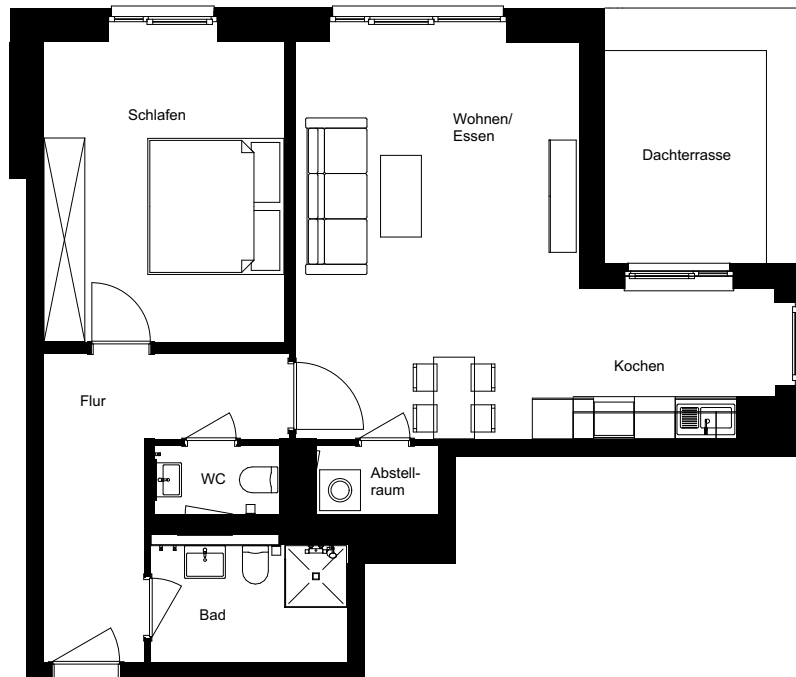 Schlafen
Wohnen/
Essen
Dachterrasse
Kochen
Flur
WC
Abstell-
raum
Bad